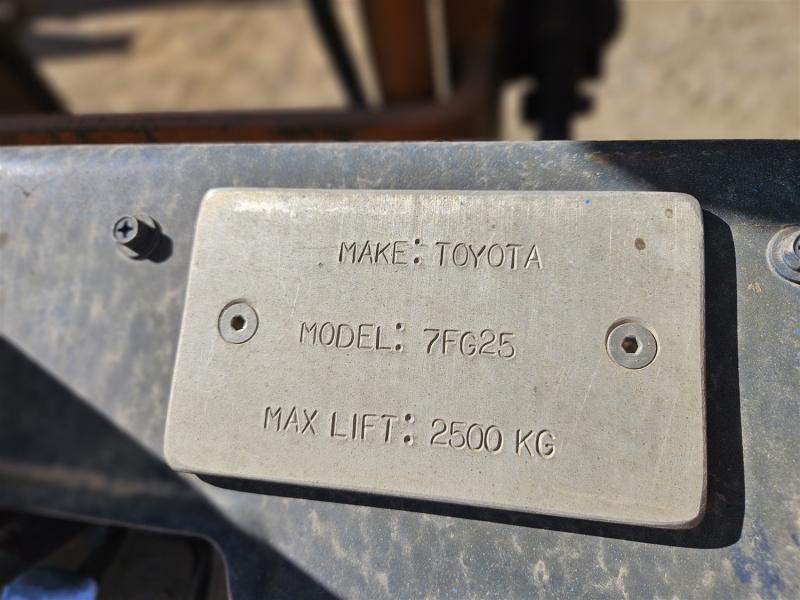 MAKE: TOYOTA
MODEL: 7FG25
MAX LIFT: 2500 KG